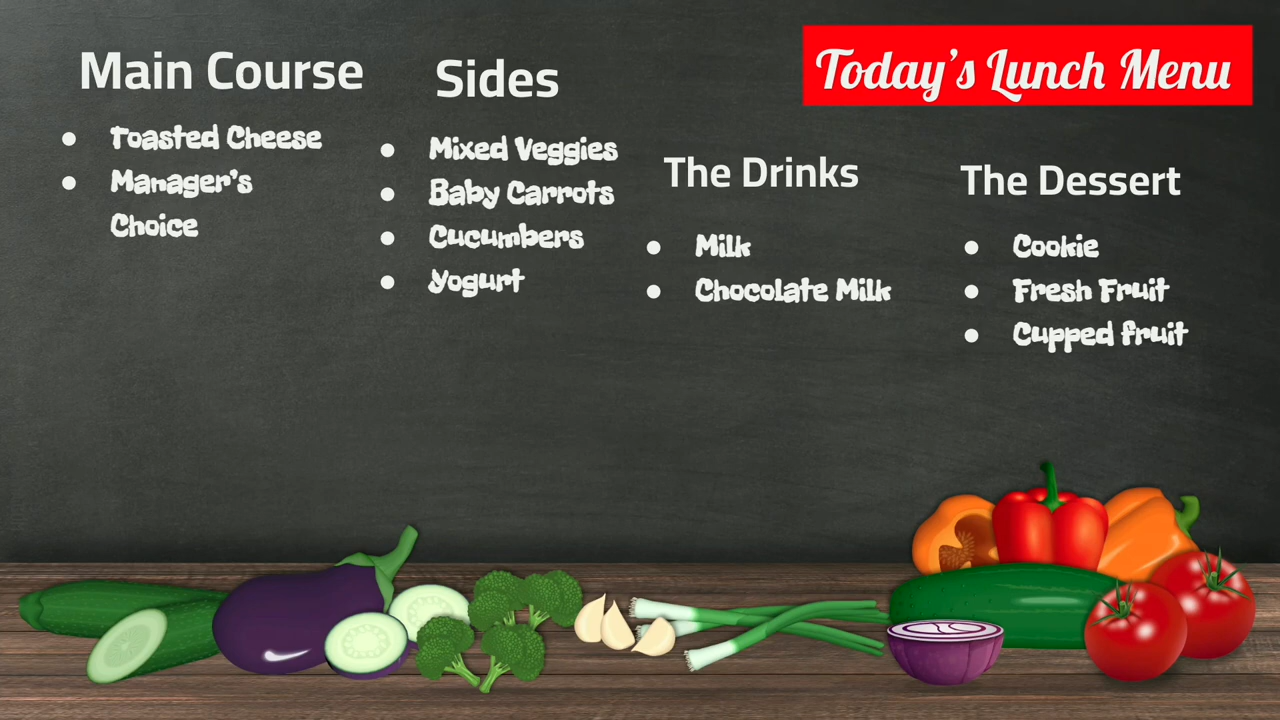 Today's Lunch Menu
Main Course
Toasted Cheese
Manager's
Choice
Sides
Mixed Veggies
Baby Carrots
Cucumbers
Yogurt
The Drinks
Milk
Chocolate Milk
The Dessert
Cookie
Fresh Fruit
Cupped fruit